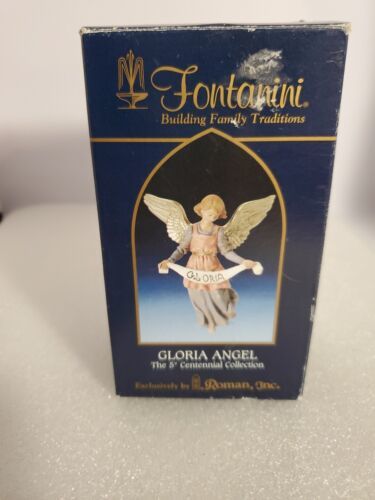 Fontanini®
Building Family Traditions
GLORIA
GLORIA ANGEL
The 5" Centennial Collection
Exclusively by Roman, Inc.